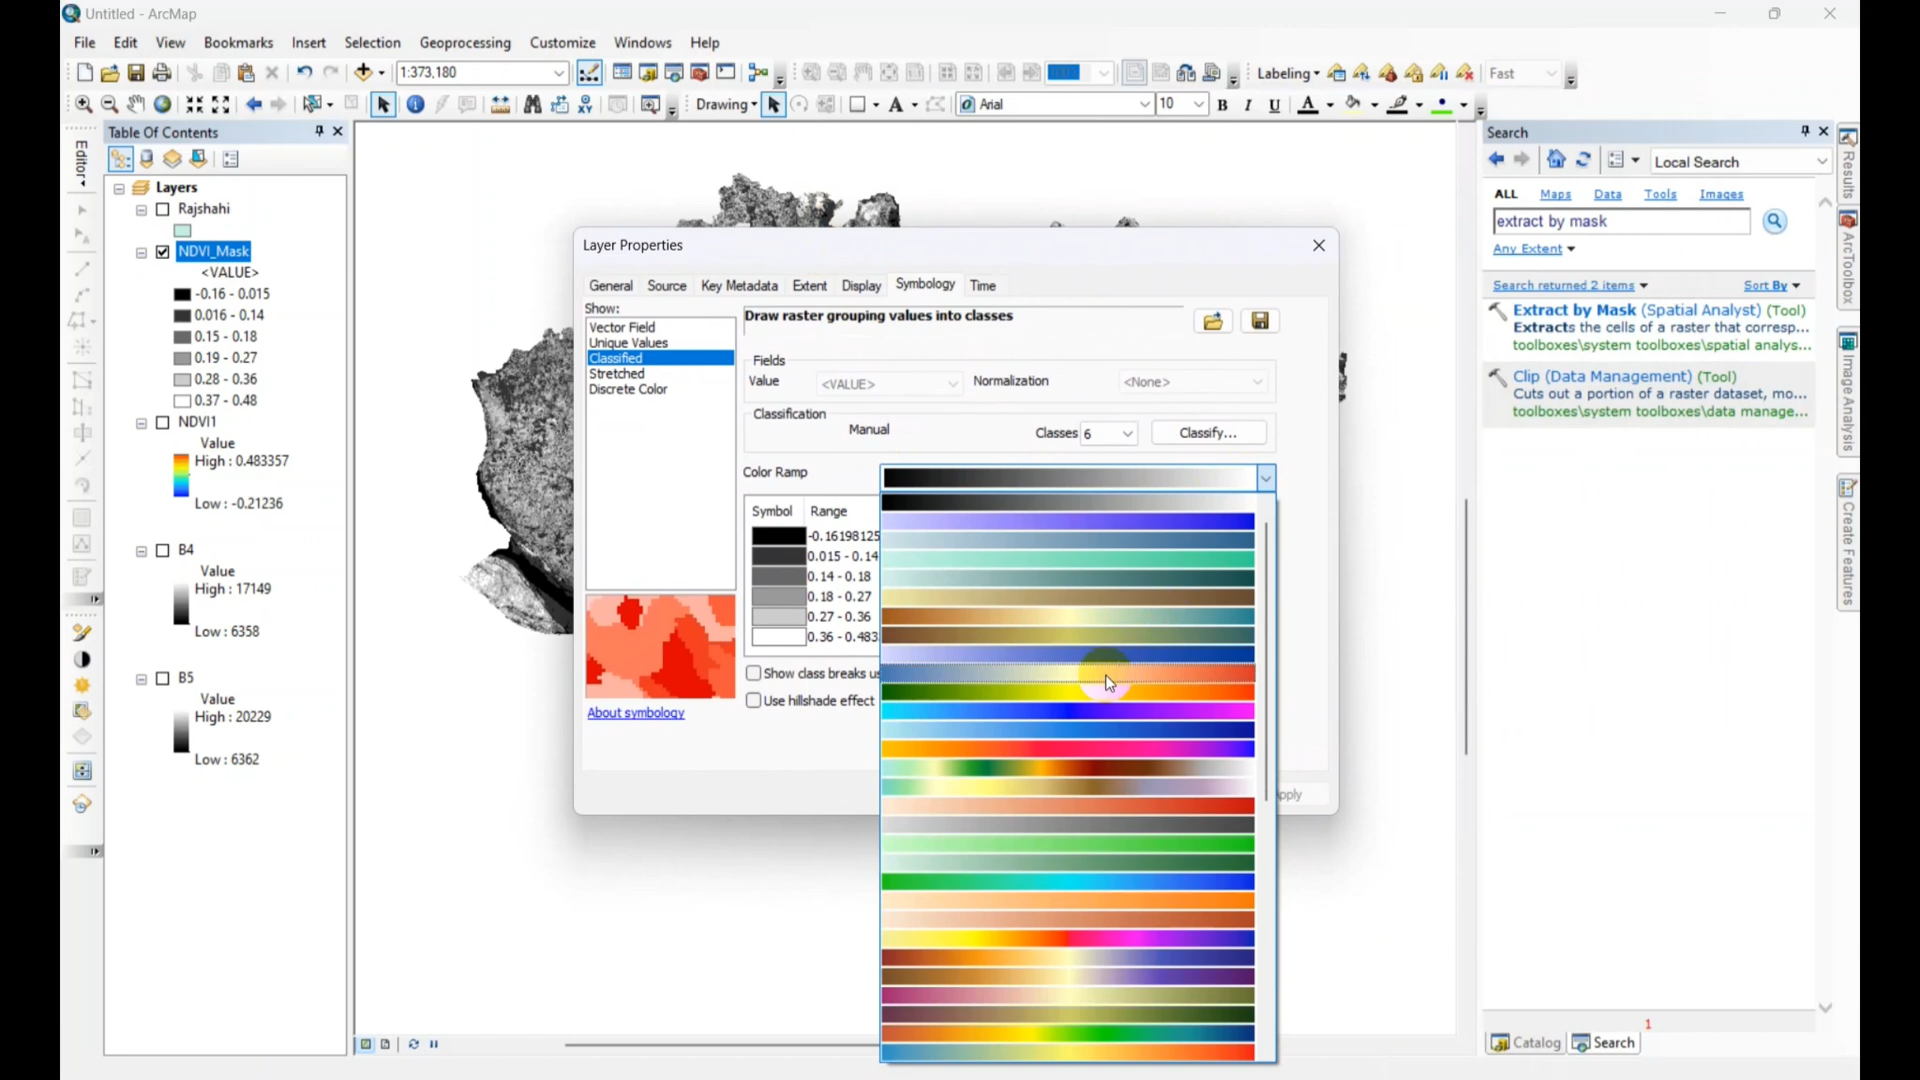 Untitled - ArcMap
File Edit View Bookmarks Insert Selection Geoprocessing Customize Windows Help
1:373,180
Labeling
Fast
Drawing
Arial
10
B I U A
Table Of Contents
Editor
Layers
Rajshahi
NDVI_Mask
<VALUE>
-0.16 - 0.015
0.016 - 0.14
0.15 - 0.18
0.19 - 0.27
0.28 - 0.36
0.37 - 0.48
NDVI1
Value
High : 0.483357
Low : -0.21236
B4
Value
High : 17149
Low : 6358
B5
Value
High : 20229
Low : 6362
Layer Properties
General Source Key Metadata Extent Display Symbology Time
Show:
Vector Field
Unique Values
Classified
Stretched
Discrete Color
About symbology
Draw raster grouping values into classes
Fields
Value
<VALUE>
Normalization
<None>
Classification
Manual
Classes 6
Classify...
Color Ramp
Symbol Range
-0.16198125
0.015 - 0.14
0.14 - 0.18
0.18 - 0.27
0.27 - 0.36
0.36 - 0.483
Show class breaks us
Use hillshade effect
pply
Search
Local Search
ALL Maps Data Tools Images
extract by mask
Any Extent
Search returned 2 items
Sort By
Extract by Mask (Spatial Analyst) (Tool)
Extracts the cells of a raster that corresp...
toolboxes\system toolboxes\spatial analys...
Clip (Data Management) (Tool)
Cuts out a portion of a raster dataset, mo...
toolboxes\system toolboxes\data manage...
1
Catalog
Search
Results
ArcToolbox
Image Analysis
Create Features